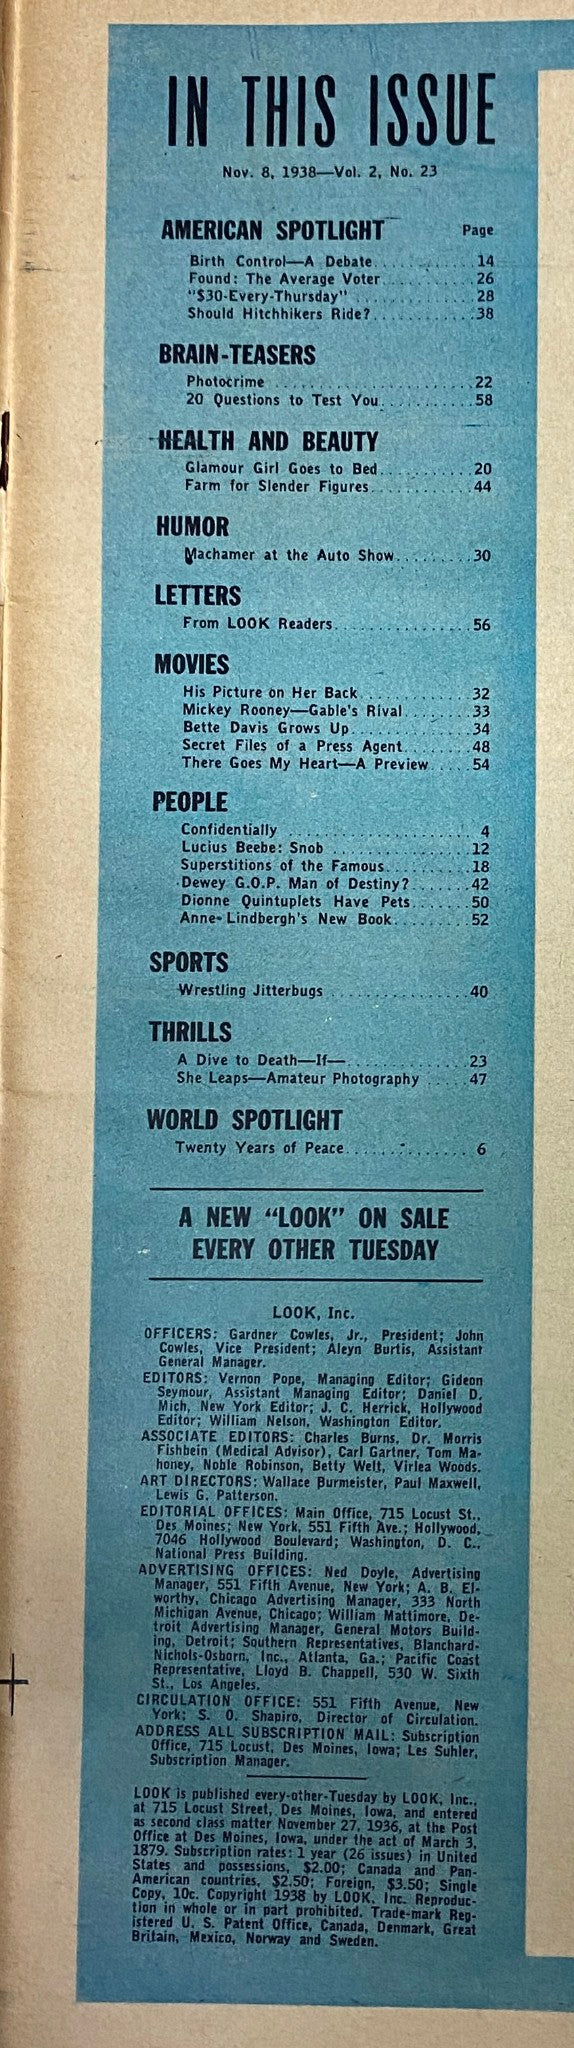 IN THIS ISSUE
Nov. 8, 1938—Vol. 2, No. 23
AMERICAN SPOTLIGHT Page
Birth Control—A Debate 14
Found: The Average Voter 26
"$30-Every-Thursday" 28
Should Hitchhikers Ride? 38
BRAIN-TEASERS
Photocrime 22
20 Questions to Test You 58
HEALTH AND BEAUTY
Glamour Girl Goes to Bed 20
Farm for Slender Figures 44
HUMOR
Machamer at the Auto Show 30
LETTERS
From LOOK Readers 56
MOVIES
His Picture on Her Back 32
Mickey Rooney—Gable's Rival 33
Bette Davis Grows Up 34
Secret Files of a Press Agent 48
There Goes My Heart—A Preview 54
PEOPLE
Confidentially 4
Lucius Beebe: Snob 12
Superstitions of the Famous 18
Dewey G.O.P. Man of Destiny? 42
Dionne Quintuplets Have Pets 50
Anne Lindbergh's New Book 52
SPORTS
Wrestling Jitterbugs 40
THRILLS
A Dive to Death—If— 23
She Leaps—Amateur Photography 47
WORLD SPOTLIGHT
Twenty Years of Peace 6
A NEW "LOOK" ON SALE
EVERY OTHER TUESDAY
LOOK, Inc.
OFFICERS: Gardner Cowles, Jr., President; John
Cowles, Vice President; Aleyn Burtis, Assistant
General Manager.
EDITORS: Vernon Pope, Managing Editor; Gideon
Seymour, Assistant Managing Editor; Daniel D.
Mich, New York Editor; J. C. Herrick, Hollywood
Editor; William Nelson, Washington Editor.
ASSOCIATE EDITORS: Charles Burns, Dr. Morris
Fishbein (Medical Advisor), Carl Gartner, Tom Ma-
honey, Noble Robinson, Betty Welt, Virlea Woods.
ART DIRECTORS: Wallace Burmeister, Paul Maxwell,
Lewis G. Patterson.
EDITORIAL OFFICES: Main Office, 715 Locust St.,
Des Moines; New York, 551 Fifth Ave.; Hollywood,
7046 Hollywood Boulevard; Washington, D. C.,
National Press Building.
ADVERTISING OFFICES: Ned Doyle, Advertising
Manager, 551 Fifth Avenue, New York; A. B. El-
worthy, Chicago Advertising Manager, 333 North
Michigan Avenue, Chicago; William Mattimore, De-
troit Advertising Manager, General Motors Build-
ing, Detroit; Southern Representatives, Blanchard-
Nichols-Osborn, Inc., Atlanta, Ga.; Pacific Coast
Representative, Lloyd B. Chappell, 530 W. Sixth
St., Los Angeles.
CIRCULATION OFFICE: 551 Fifth Avenue, New
York; S. O. Shapiro, Director of Circulation.
ADDRESS ALL SUBSCRIPTION MAIL: Subscription
Office, 715 Locust, Des Moines, Iowa; Les Suhler,
Subscription Manager.
LOOK is published every-other-Tuesday by LOOK, Inc.,
at 715 Locust Street, Des Moines, Iowa, and entered
as second class matter November 27, 1936, at the Post
Office at Des Moines, Iowa, under the act of March 3,
1879. Subscription rates: 1 year (26 issues) in United
States and possessions, $2.00; Canada and Pan-
American countries, $2.50; Foreign, $3.50; Single
Copy, 10c. Copyright 1938 by LOOK, Inc. Reproduc-
tion in whole or in part prohibited. Trade-mark Reg-
istered U. S. Patent Office, Canada, Denmark, Great
Britain, Mexico, Norway and Sweden.